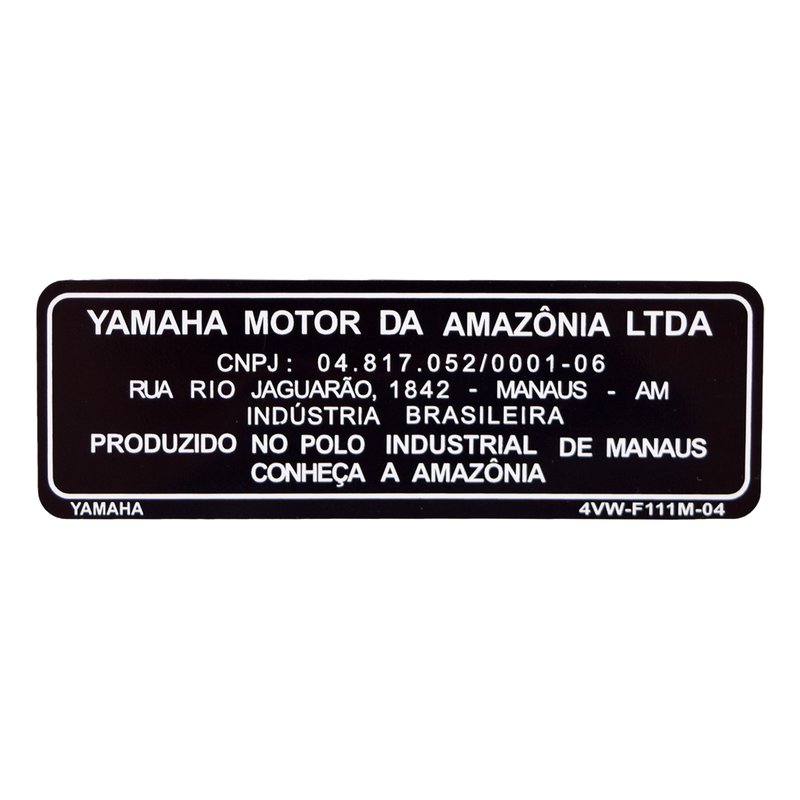 YAMAHA MOTOR DA AMAZÔNIA LTDA
CNPJ: 04.817.052/0001-06
RUA RIO JAGUARÃO, 1842 - MANAUS - AM
INDÚSTRIA BRASILEIRA
PRODUZIDO NO POLO INDUSTRIAL DE MANAUS
CONHEÇA A AMAZÔNIA
YAMAHA 4VW-F111M-04